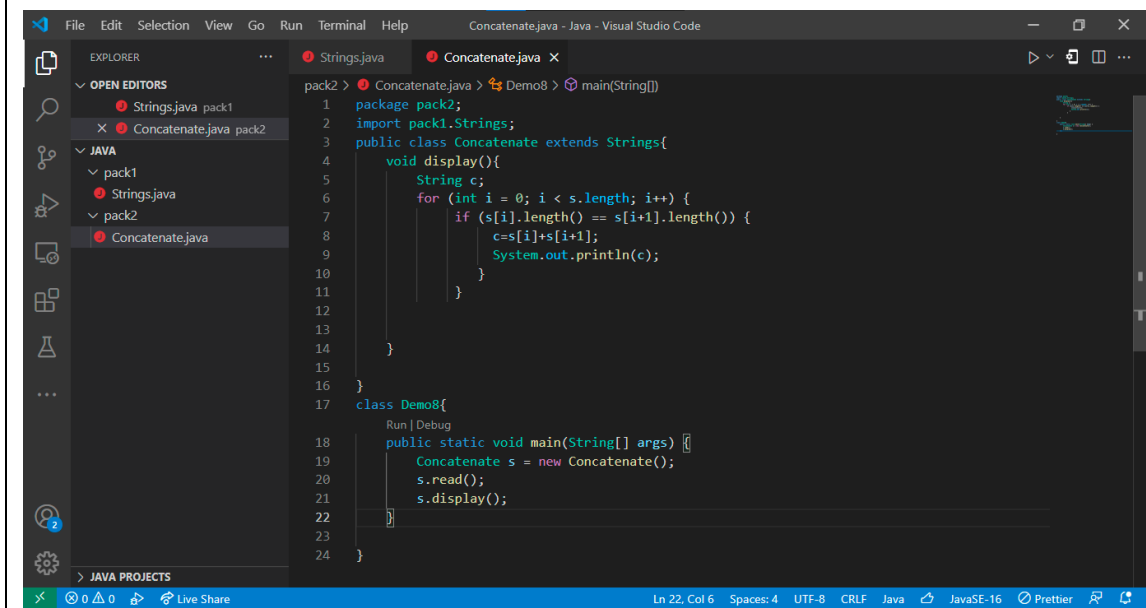 File Edit Selection View Go Run Terminal Help Concatenate.java - Java - Visual Studio Code
EXPLORER ···
OPEN EDITORS
Strings.java pack1
Concatenate.java pack2
JAVA
pack1
Strings.java
pack2
Concatenate.java
JAVA PROJECTS
Strings.java Concatenate.java
pack2 > Concatenate.java > Demo8 > main(String[])
1 package pack2;
2 import pack1.Strings;
3 public class Concatenate extends Strings{
4 void display(){
5 String c;
6 for (int i = 0; i < s.length; i++) {
7 if (s[i].length() == s[i+1].length()) {
8 c=s[i]+s[i+1];
9 System.out.println(c);
10 }
11 }
12
13
14 }
15
16 }
17 class Demo8{
Run | Debug
18 public static void main(String[] args) {
19 Concatenate s = new Concatenate();
20 s.read();
21 s.display();
22 }
23
24 }
2
0 0 Live Share Ln 22, Col 6 Spaces: 4 UTF-8 CRLF Java JavaSE-16 Prettier